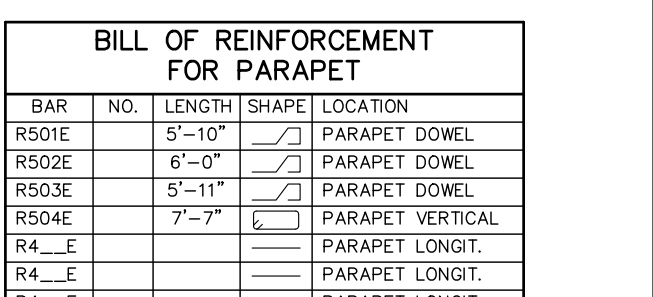 BILL OF REINFORCEMENT
FOR PARAPET
BAR NO. LENGTH SHAPE LOCATION
R501E 5'–10" PARAPET DOWEL
R502E 6'–0" PARAPET DOWEL
R503E 5'–11" PARAPET DOWEL
R504E 7'–7" PARAPET VERTICAL
R4__E PARAPET LONGIT.
R4__E PARAPET LONGIT.